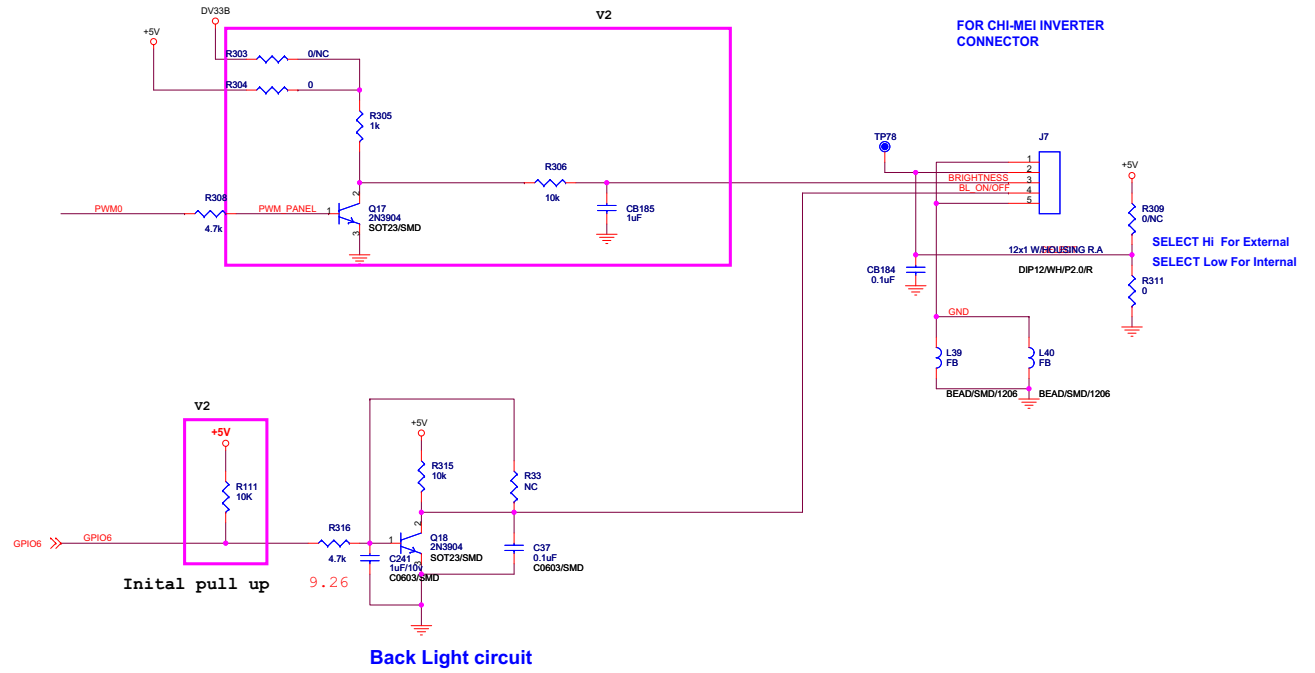 DV33B
V2
+5V
FOR CHI-MEI INVERTER
CONNECTOR
R303
0/NC
R304
0
R305
1k
TP78
J7
1
2
3
4
5
+5V
BRIGHTNESS
BL_ON/OFF
R306
10k
R308
4.7k
PWM0
PWM_PANEL
1
2
3
Q17
2N3904
SOT23/SMD
CB185
1uF
R309
0/NC
SELECT Hi For External
SELECT Low For Internal
12x1 W/HOUSING R.A
DIP12/WH/P2.0/R
CB184
0.1uF
R311
0
GND
L39
FB
L40
FB
BEAD/SMD/1206
BEAD/SMD/1206
V2
+5V
R111
10K
+5V
R315
10k
R33
NC
GPIO6
GPIO6
R316
4.7k
1
2
3
Q18
2N3904
SOT23/SMD
C241
1uF/10v
C0603/SMD
C37
0.1uF
C0603/SMD
Inital pull up
9.26
Back Light circuit